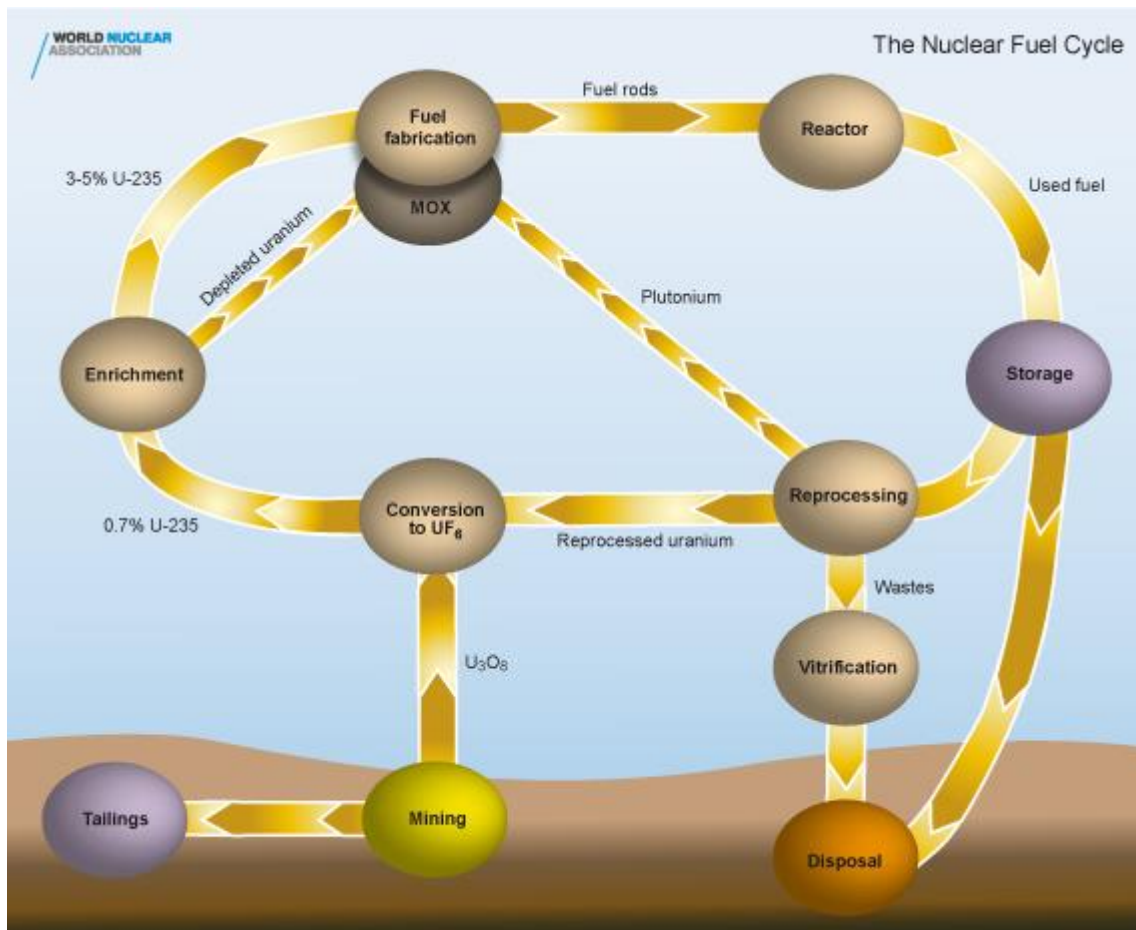 WORLD NUCLEAR
ASSOCIATION
The Nuclear Fuel Cycle
Fuel rods
Fuel
fabrication
Reactor
3-5% U-235
Used fuel
MOX
Depleted uranium
Plutonium
Enrichment
Storage
Reprocessing
Conversion
to UF₆
0.7% U-235
Reprocessed uranium
Wastes
U₃O₈
Vitrification
Tailings
Mining
Disposal